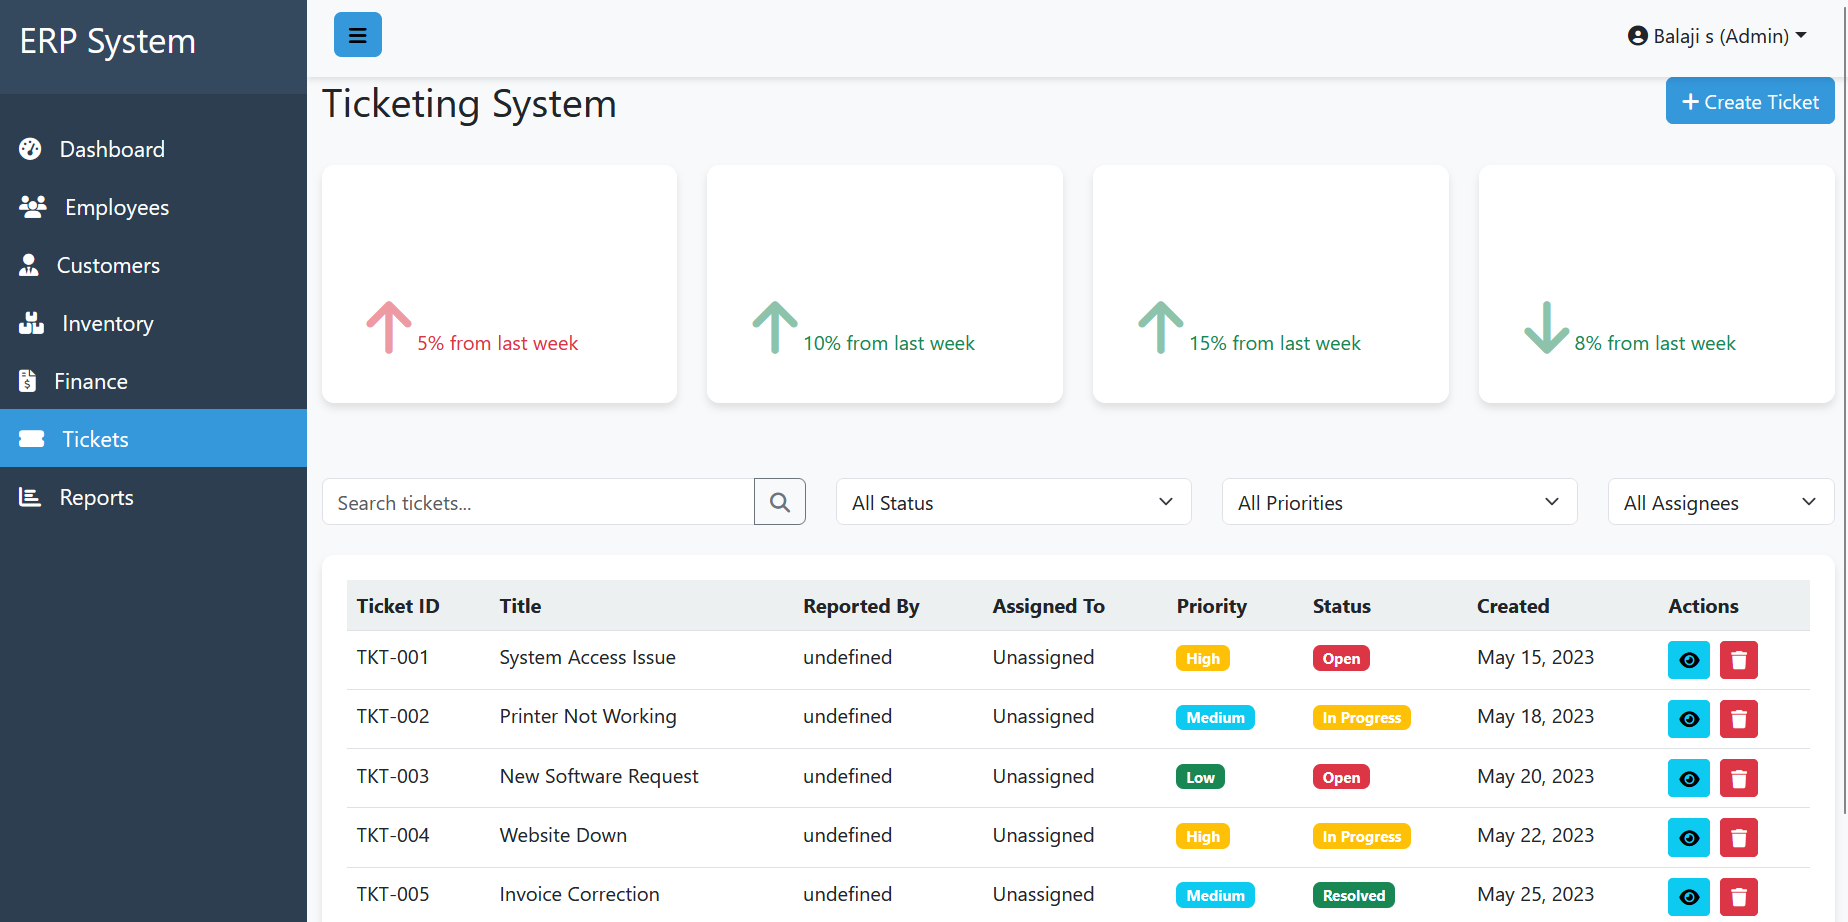 ERP System
Balaji s (Admin)
Dashboard
Employees
Customers
Inventory
Finance
Tickets
Reports
Ticketing System
Create Ticket
5% from last week
10% from last week
15% from last week
8% from last week
Search tickets...
All Status
All Priorities
All Assignees
Ticket ID Title Reported By Assigned To Priority Status Created Actions
TKT-001 System Access Issue undefined Unassigned High Open May 15, 2023
TKT-002 Printer Not Working undefined Unassigned Medium In Progress May 18, 2023
TKT-003 New Software Request undefined Unassigned Low Open May 20, 2023
TKT-004 Website Down undefined Unassigned High In Progress May 22, 2023
TKT-005 Invoice Correction undefined Unassigned Medium Resolved May 25, 2023